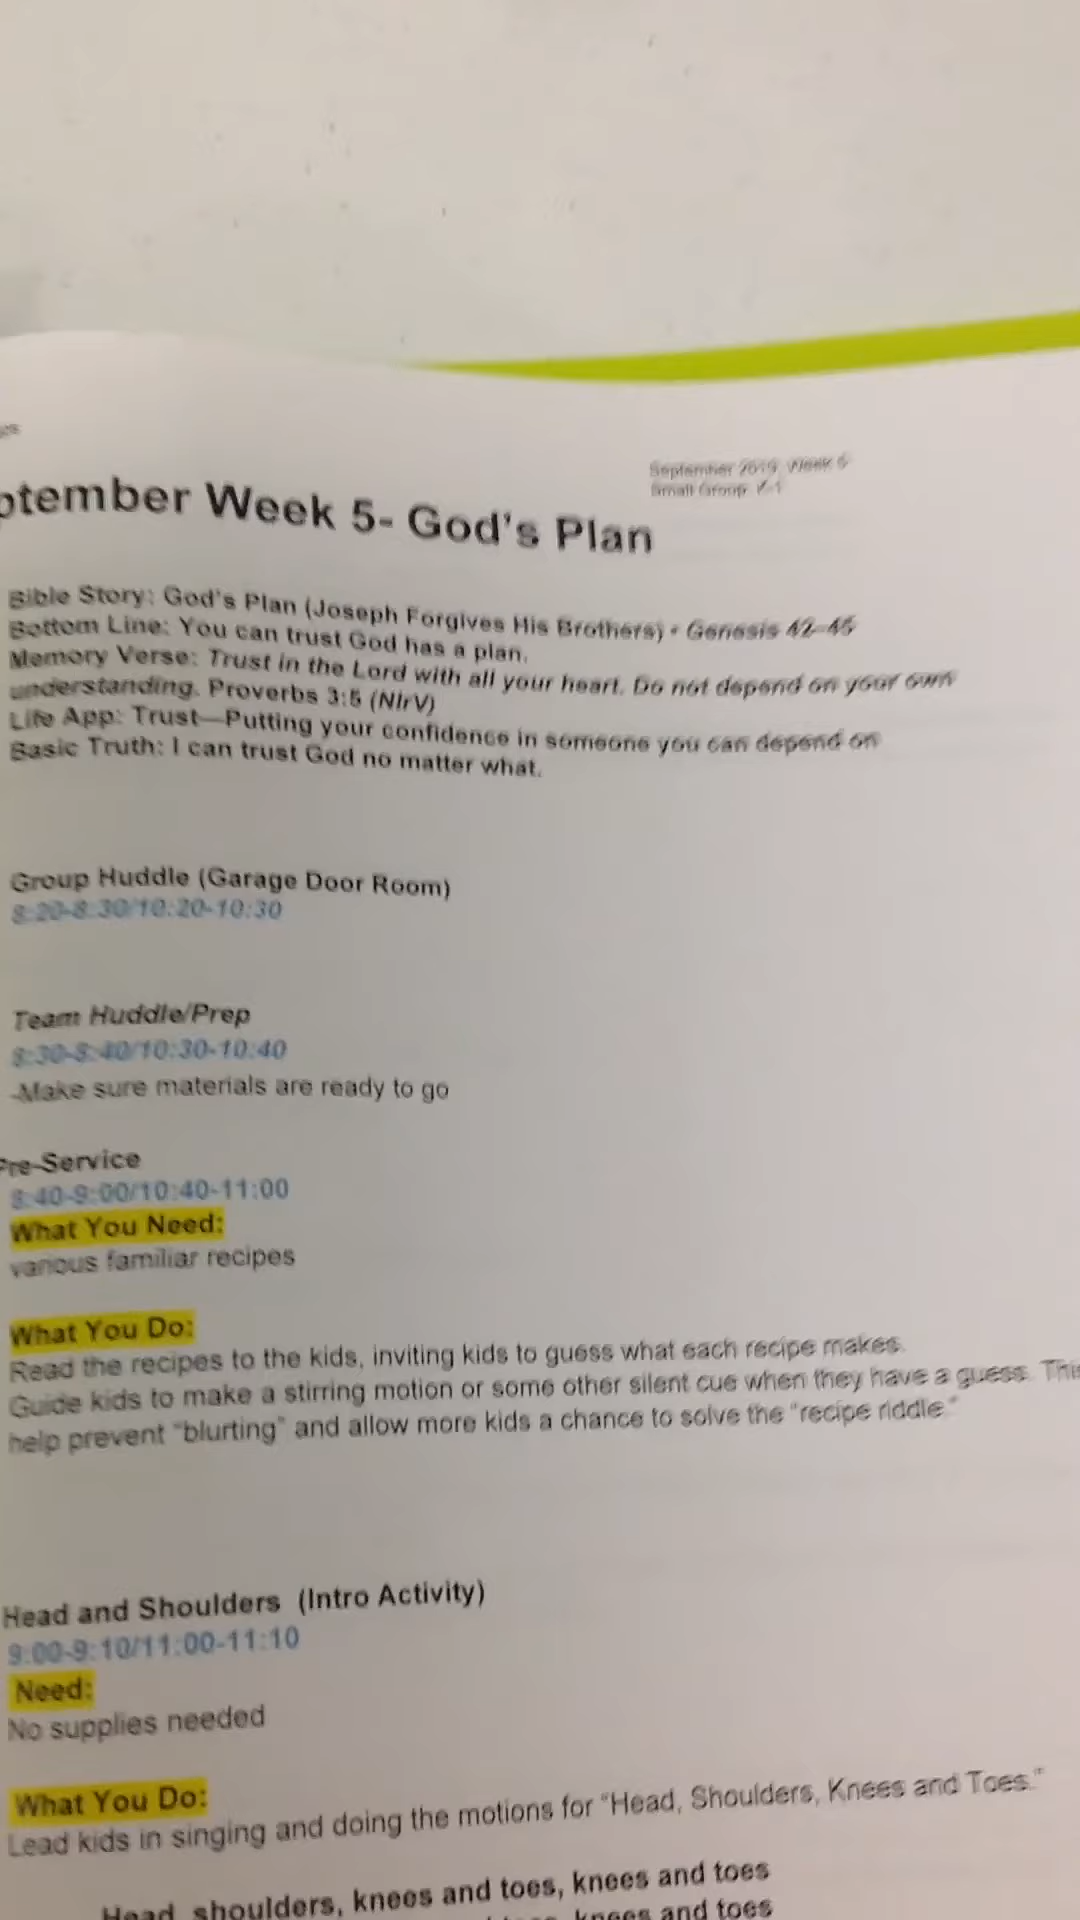 September 2019, Week 5
Small Group, K-1
ptember Week 5- God's Plan
Bible Story: God's Plan (Joseph Forgives His Brothers) • Genesis 42-45
Bottom Line: You can trust God has a plan.
Memory Verse: Trust in the Lord with all your heart. Do not depend on your own
understanding. Proverbs 3:5 (NIrV)
Life App: Trust—Putting your confidence in someone you can depend on
Basic Truth: I can trust God no matter what.
Group Huddle (Garage Door Room)
8:20-8:30/10:20-10:30
Team Huddle/Prep
8:30-8:40/10:30-10:40
-Make sure materials are ready to go
Pre-Service
8:40-9:00/10:40-11:00
What You Need:
various familiar recipes
What You Do:
Read the recipes to the kids, inviting kids to guess what each recipe makes.
Guide kids to make a stirring motion or some other silent cue when they have a guess. This
help prevent "blurting" and allow more kids a chance to solve the "recipe riddle."
Head and Shoulders (Intro Activity)
9:00-9:10/11:00-11:10
Need:
No supplies needed
What You Do:
Lead kids in singing and doing the motions for "Head, Shoulders, Knees and Toes."
Head, shoulders, knees and toes, knees and toes
knees and toes